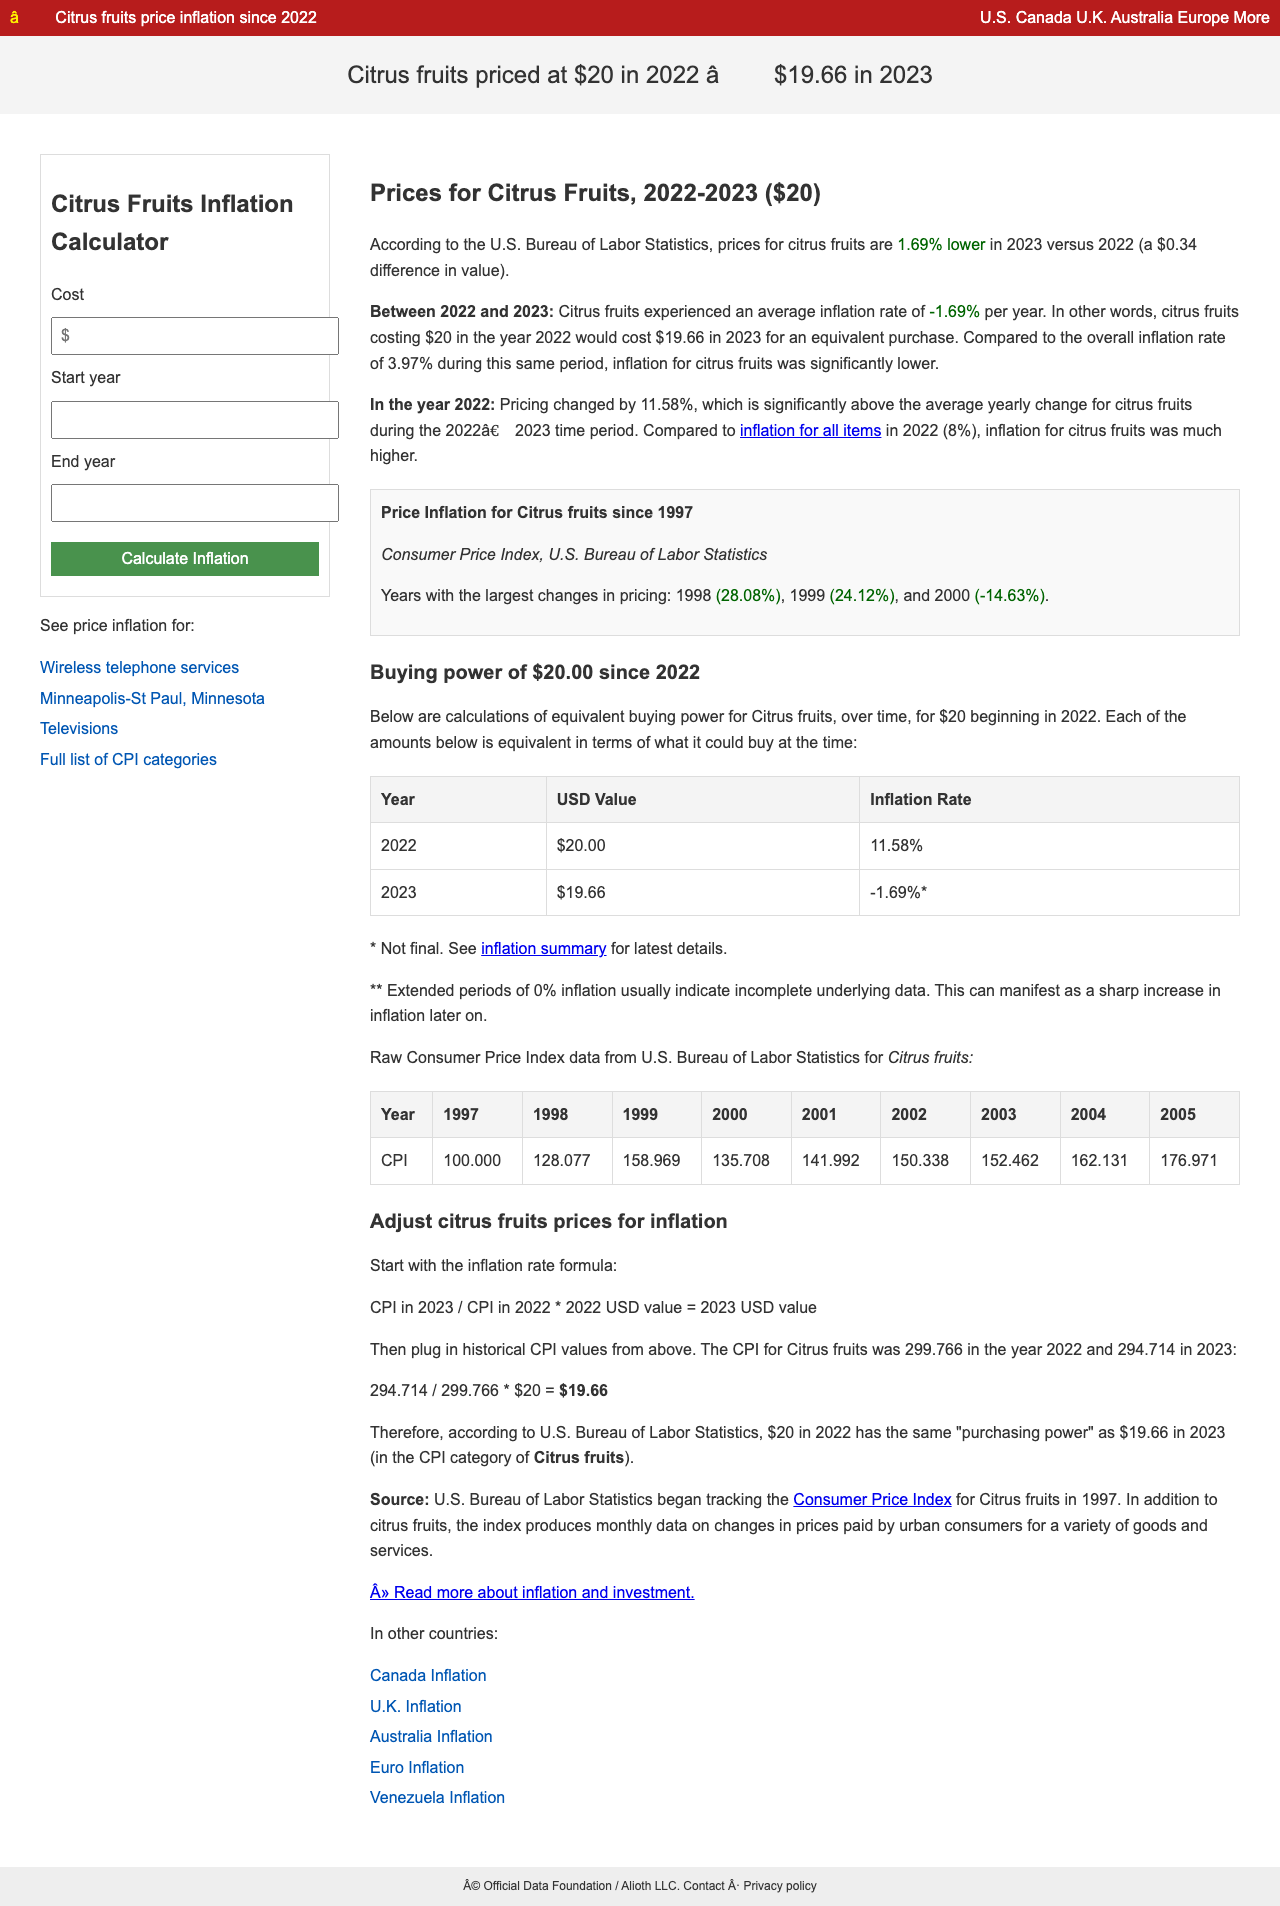 â Citrus fruits price inflation since 2022
U.S. Canada U.K. Australia Europe More
Citrus fruits priced at $20 in 2022 â $19.66 in 2023
Citrus Fruits Inflation
Calculator
Cost
$
Start year
End year
Calculate Inflation
See price inflation for:
Wireless telephone services
Minneapolis-St Paul, Minnesota
Televisions
Full list of CPI categories
Prices for Citrus Fruits, 2022-2023 ($20)
According to the U.S. Bureau of Labor Statistics, prices for citrus fruits are 1.69% lower in 2023 versus 2022 (a $0.34
difference in value).
Between 2022 and 2023: Citrus fruits experienced an average inflation rate of -1.69% per year. In other words, citrus fruits
costing $20 in the year 2022 would cost $19.66 in 2023 for an equivalent purchase. Compared to the overall inflation rate
of 3.97% during this same period, inflation for citrus fruits was significantly lower.
In the year 2022: Pricing changed by 11.58%, which is significantly above the average yearly change for citrus fruits
during the 2022â€ 2023 time period. Compared to inflation for all items in 2022 (8%), inflation for citrus fruits was much
higher.
Price Inflation for Citrus fruits since 1997
Consumer Price Index, U.S. Bureau of Labor Statistics
Years with the largest changes in pricing: 1998 (28.08%), 1999 (24.12%), and 2000 (-14.63%).
Buying power of $20.00 since 2022
Below are calculations of equivalent buying power for Citrus fruits, over time, for $20 beginning in 2022. Each of the
amounts below is equivalent in terms of what it could buy at the time:
Year USD Value Inflation Rate
2022 $20.00 11.58%
2023 $19.66 -1.69%*
* Not final. See inflation summary for latest details.
** Extended periods of 0% inflation usually indicate incomplete underlying data. This can manifest as a sharp increase in
inflation later on.
Raw Consumer Price Index data from U.S. Bureau of Labor Statistics for Citrus fruits:
Year 1997 1998 1999 2000 2001 2002 2003 2004 2005
CPI 100.000 128.077 158.969 135.708 141.992 150.338 152.462 162.131 176.971
Adjust citrus fruits prices for inflation
Start with the inflation rate formula:
CPI in 2023 / CPI in 2022 * 2022 USD value = 2023 USD value
Then plug in historical CPI values from above. The CPI for Citrus fruits was 299.766 in the year 2022 and 294.714 in 2023:
294.714 / 299.766 * $20 = $19.66
Therefore, according to U.S. Bureau of Labor Statistics, $20 in 2022 has the same "purchasing power" as $19.66 in 2023
(in the CPI category of Citrus fruits).
Source: U.S. Bureau of Labor Statistics began tracking the Consumer Price Index for Citrus fruits in 1997. In addition to
citrus fruits, the index produces monthly data on changes in prices paid by urban consumers for a variety of goods and
services.
Â» Read more about inflation and investment.
In other countries:
Canada Inflation
U.K. Inflation
Australia Inflation
Euro Inflation
Venezuela Inflation
Â© Official Data Foundation / Alioth LLC. Contact Â· Privacy policy